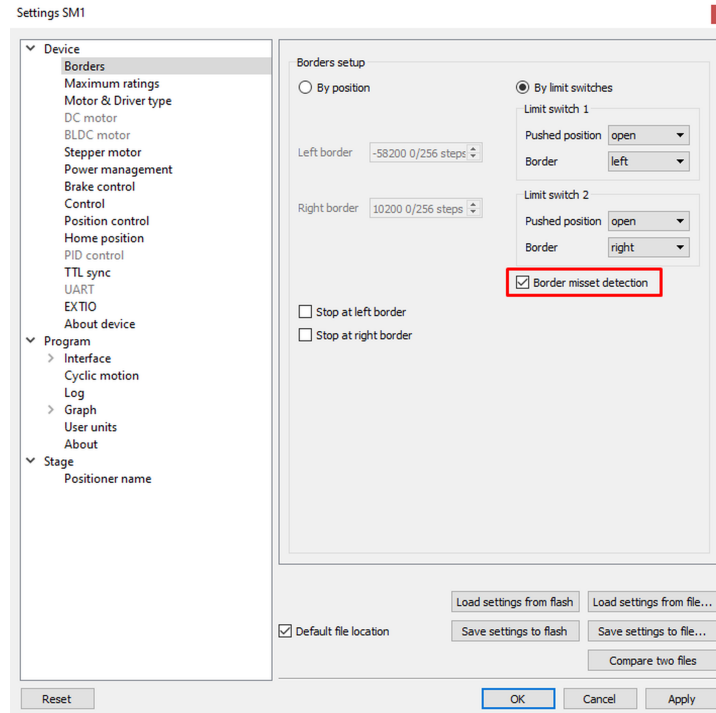 Settings SM1
Device
Borders
Maximum ratings
Motor & Driver type
DC motor
BLDC motor
Stepper motor
Power management
Brake control
Control
Position control
Home position
PID control
TTL sync
UART
EXTIO
About device
Program
Interface
Cyclic motion
Log
Graph
User units
About
Stage
Positioner name
Borders setup
By position
By limit switches
Limit switch 1
Pushed position open
Border left
Left border -58200 0/256 steps
Right border 10200 0/256 steps
Limit switch 2
Pushed position open
Border right
Border misset detection
Stop at left border
Stop at right border
Load settings from flash Load settings from file...
Default file location Save settings to flash Save settings to file...
Compare two files
Reset OK Cancel Apply